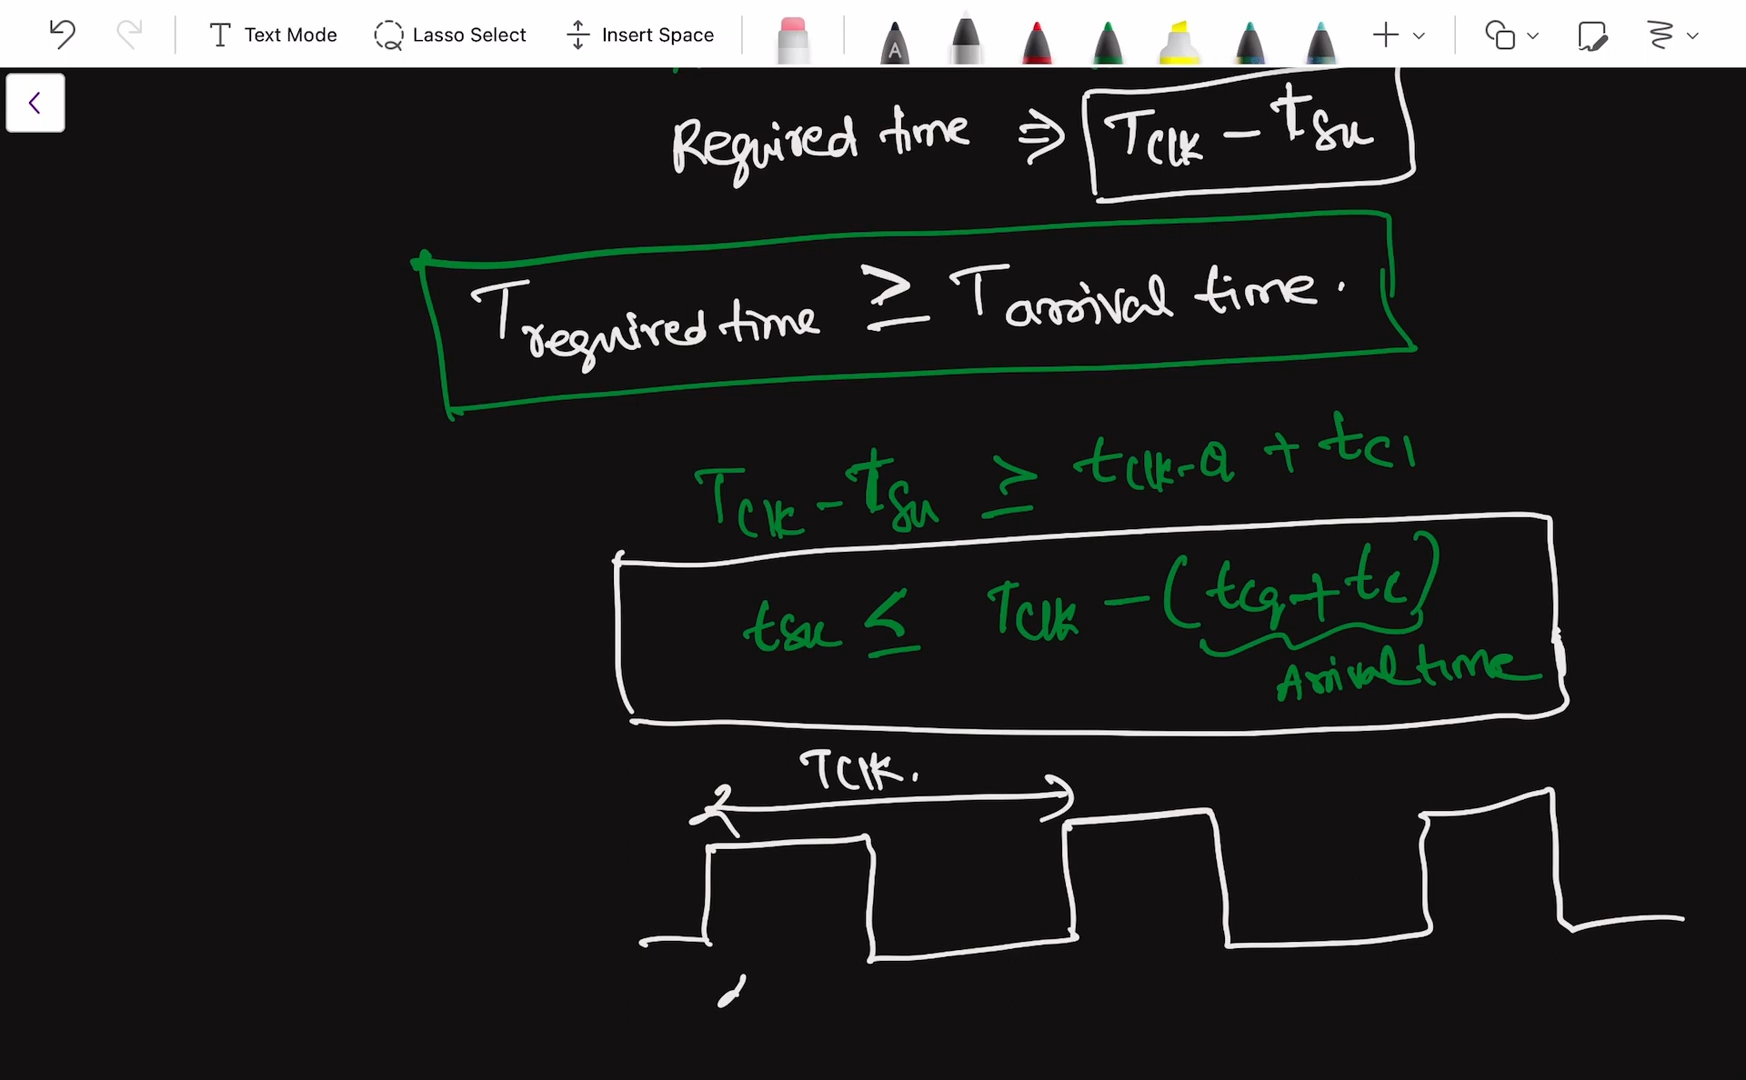 Text Mode Lasso Select Insert Space
A
Required time ⇒ TClk - tsu
Trequired time ≥ Tarrival time.
TClk - tsu ≥ tclk-Q + tc1
tsu ≤ TClk - (tcq + tc)
Arrival time
TClk.